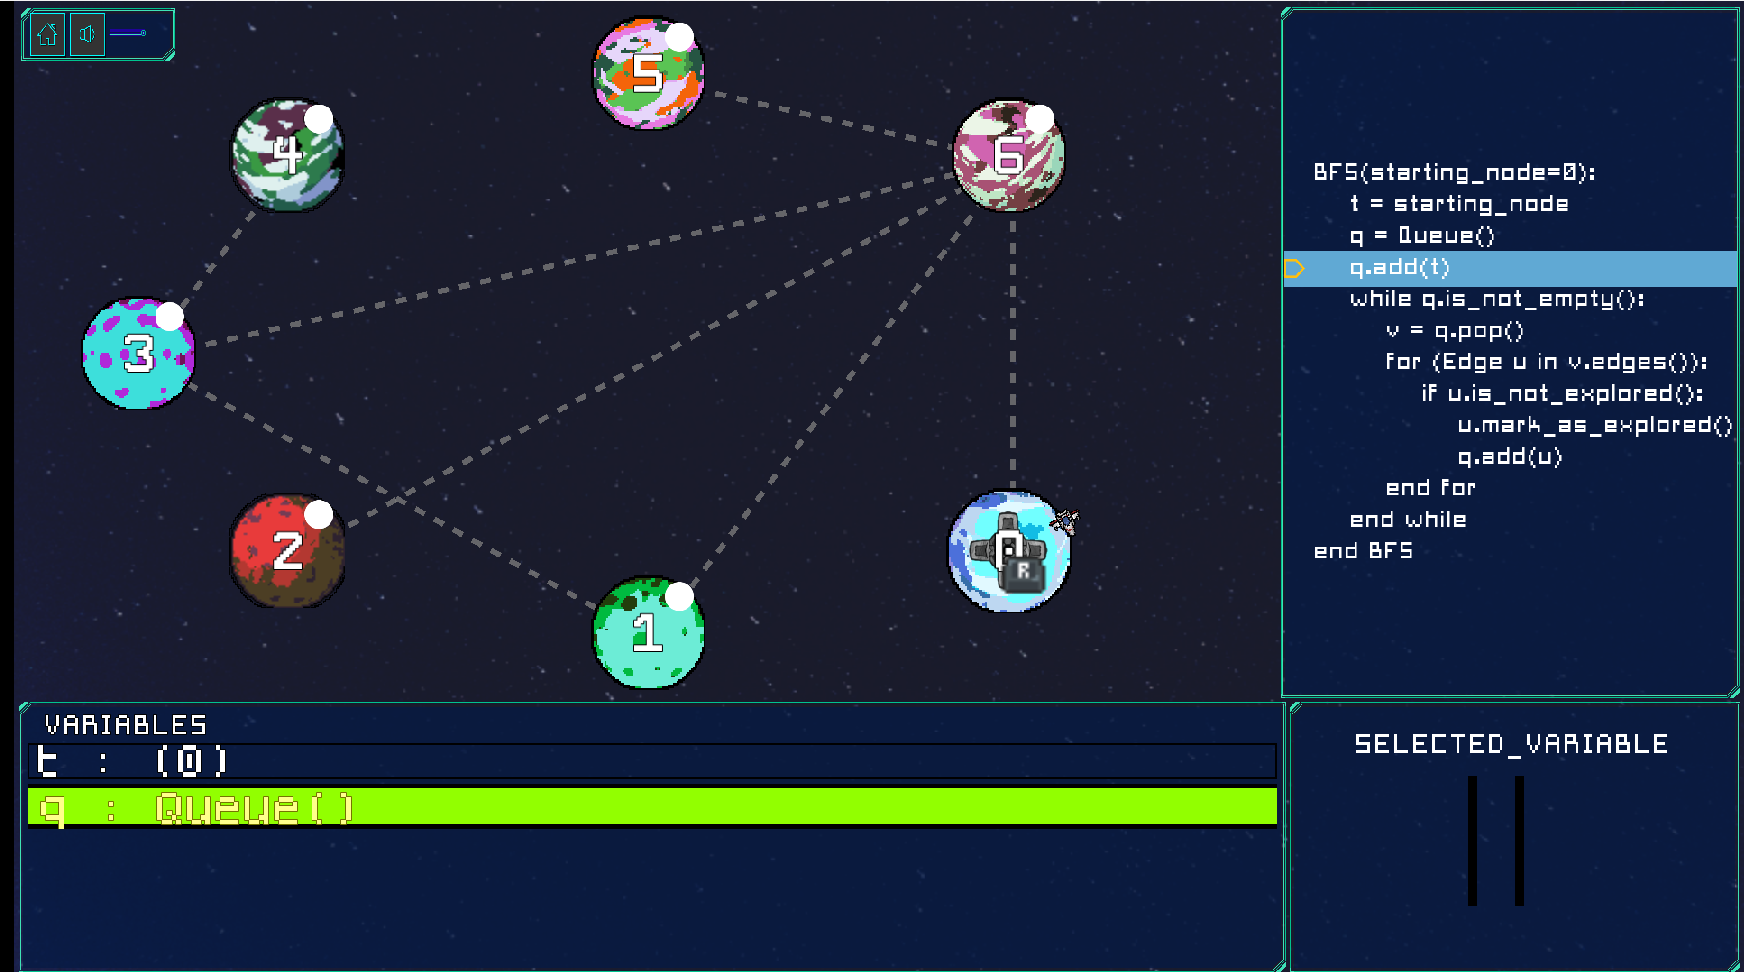 5
4
6
3
2
1
0
R
BFS(starting_node=0):
t = starting_node
q = Queue()
q.add(t)
while q.is_not_empty():
v = q.pop()
for (Edge u in v.edges()):
if u.is_not_explored():
u.mark_as_explored()
q.add(u)
end for
end while
end BFS
VARIABLES
t : (0)
q : Queue()
SELECTED_VARIABLE